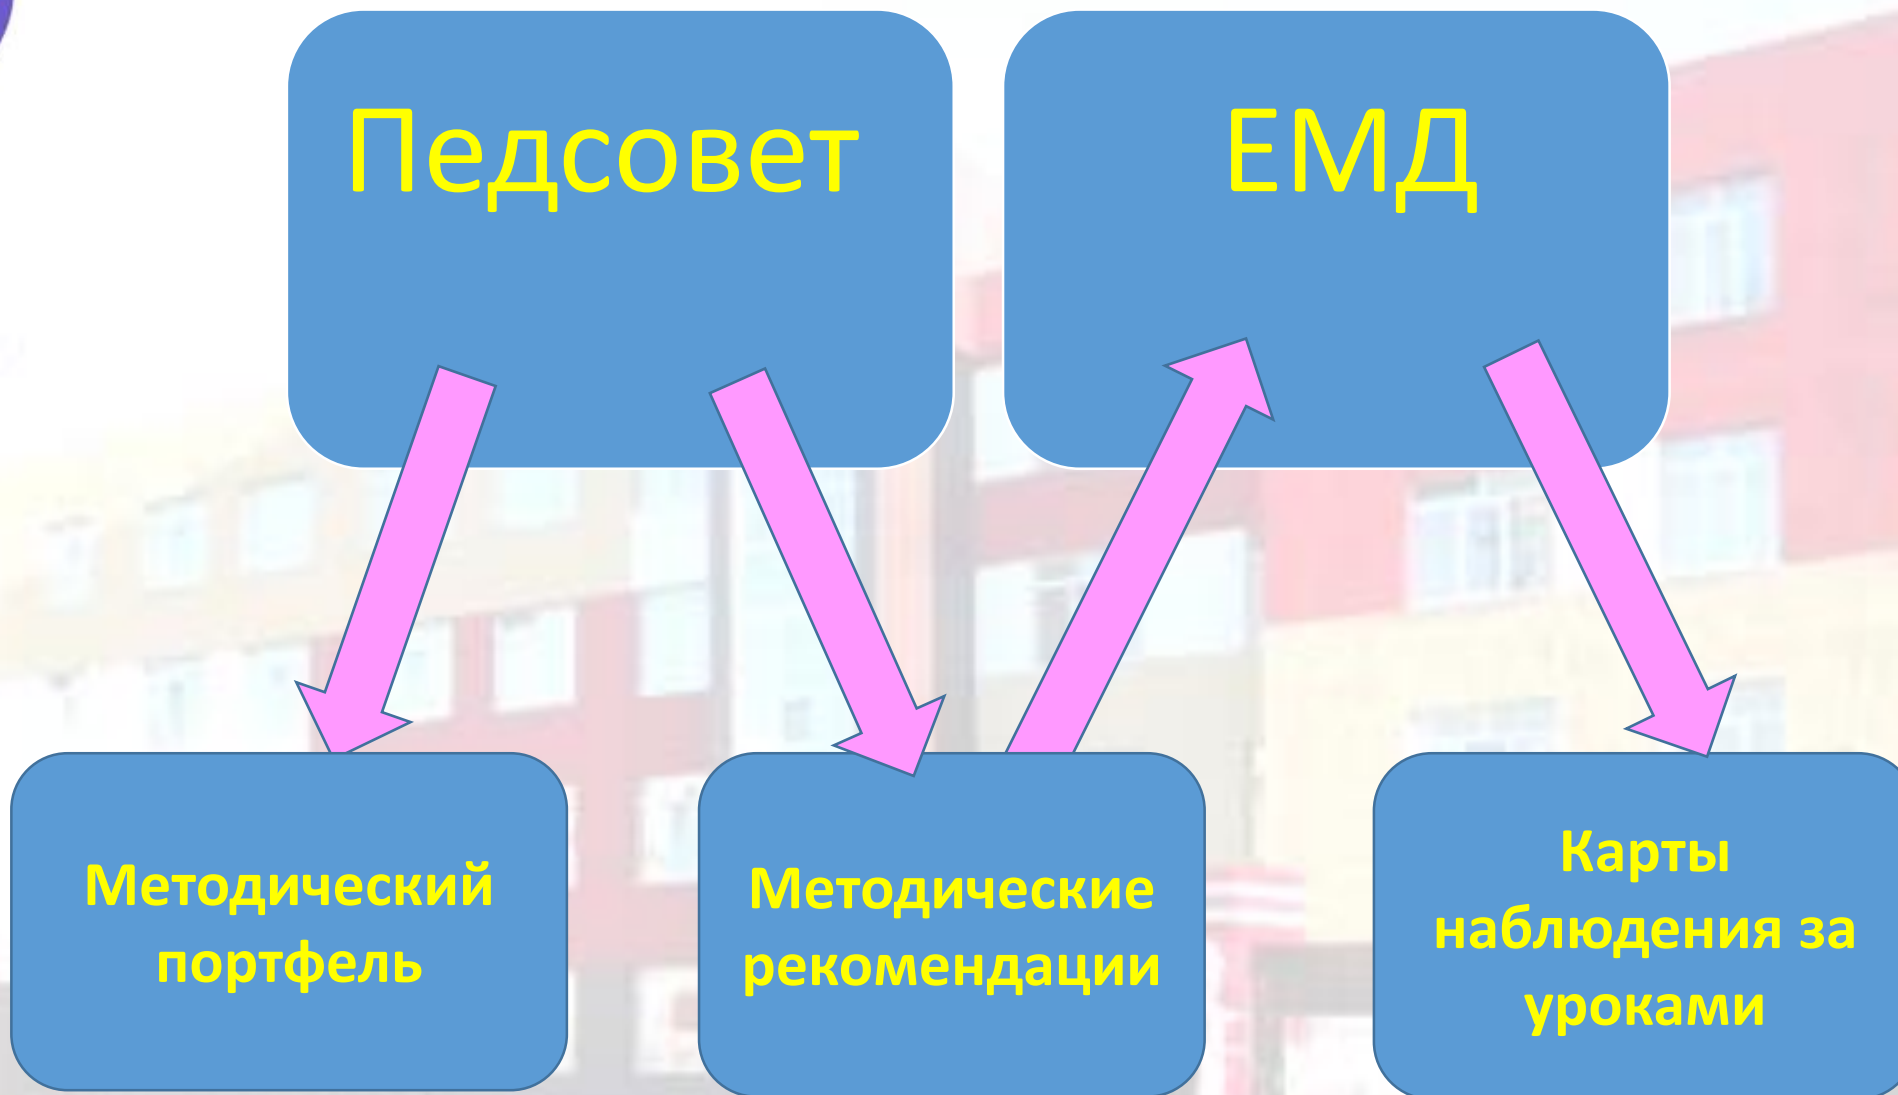 Педсовет
ЕМД
Методический
портфель
Методические
рекомендации
Карты
наблюдения за
уроками